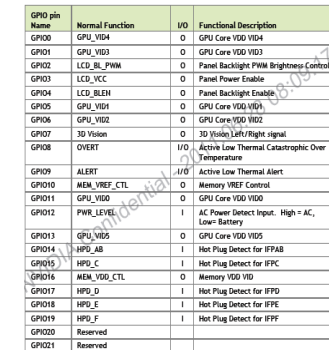 GPIO pin Name Normal Function I/O Functional Description
GPIO0 GPU_VID4 O GPU Core VDD VID4
GPIO1 GPU_VID3 O GPU Core VDD VID3
GPIO2 LCD_BL_PWM O Panel Backlight PWM Brightness Control
GPIO3 LCD_VCC O Panel Power Enable
GPIO4 LCD_BLEN O Panel Backlight Enable
GPIO5 GPU_VID1 O GPU Core VDD VID1
GPIO6 GPU_VID2 O GPU Core VDD VID2
GPIO7 3D Vision O 3D Vision Left/Right signal
GPIO8 OVERT I/O Active Low Thermal Catastrophic Over
Temperature
GPIO9 ALERT I/O Active Low Thermal Alert
GPIO10 MEM_VREF_CTL O Memory VREF Control
GPIO11 GPU_VID0 O GPU Core VDD VID0
GPIO12 PWR_LEVEL I AC Power Detect Input. High = AC,
Low= Battery
GPIO13 GPU_VID5 O GPU Core VDD VID5
GPIO14 HPD_AB I Hot Plug Detect for IFPAB
GPIO15 HPD_C I Hot Plug Detect for IFPC
GPIO16 MEM_VDD_CTL O Memory VDD VID
GPIO17 HPD_D I Hot Plug Detect for IFPD
GPIO18 HPD_E I Hot Plug Detect for IFPE
GPIO19 HPD_F I Hot Plug Detect for IFPF
GPIO20 Reserved
GPIO21 Reserved
NVIDIA Confidential